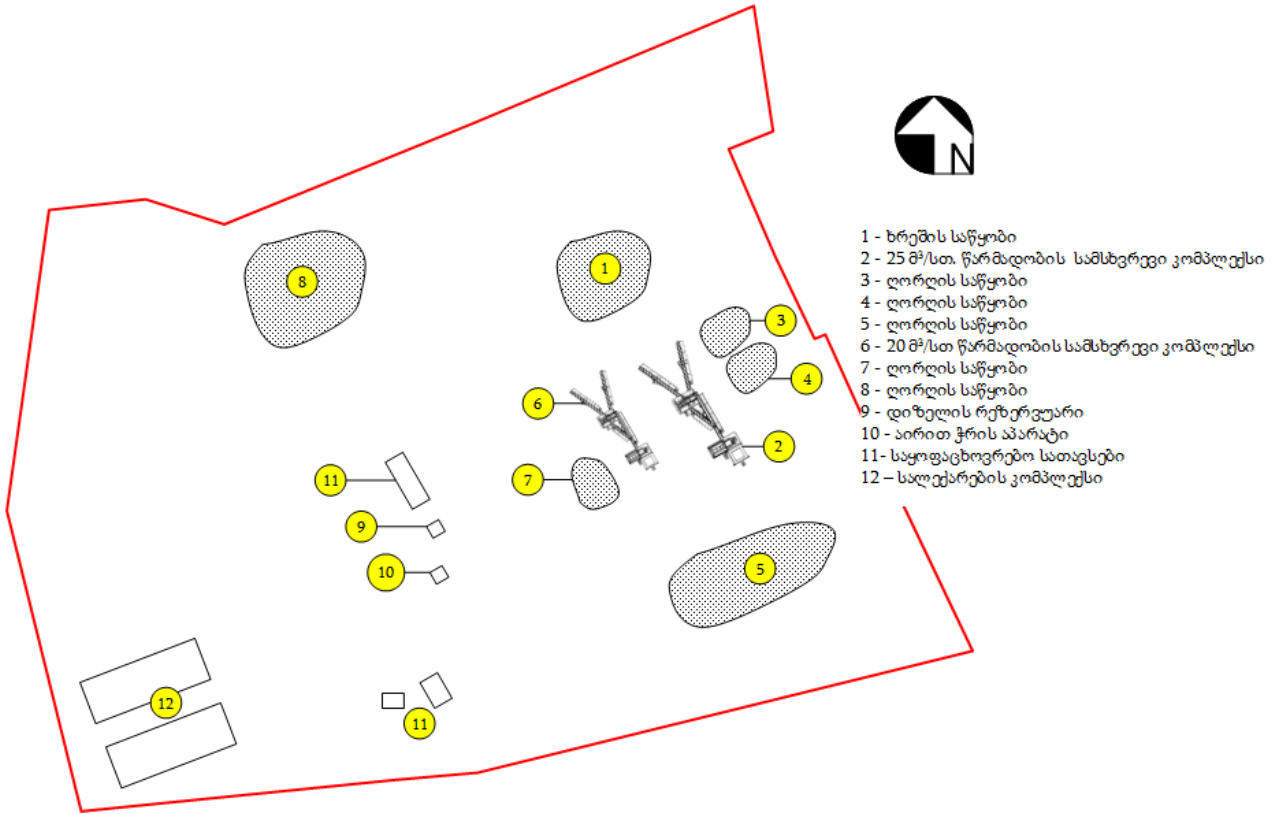 N
1 - ხრეშის საწყობი
2 - 25 მ³/სთ. წარმადობის სამსხვრევი კომპლექსი
3 - ღორღის საწყობი
4 - ღორღის საწყობი
5 - ღორღის საწყობი
6 - 20 მ³/სთ წარმადობის სამსხვრევი კომპლექსი
7 - ღორღის საწყობი
8 - ღორღის საწყობი
9 - დიზელის რეზერვუარი
10 - აირით ჭრის აპარატი
11- საყოფაცხოვრებო სათავსები
12 – სალექარების კომპლექსი
1
8
3
4
6
2
11
7
9
5
10
12
11